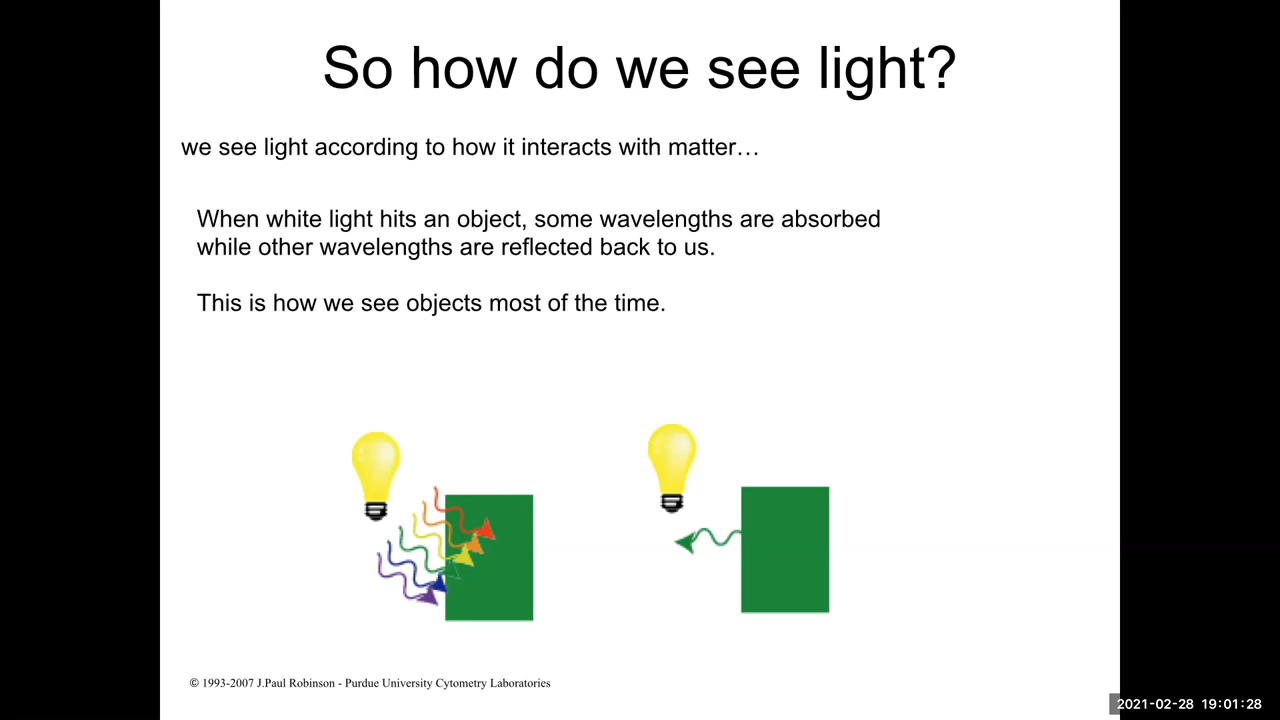 So how do we see light?
we see light according to how it interacts with matter…
When white light hits an object, some wavelengths are absorbed
while other wavelengths are reflected back to us.
This is how we see objects most of the time.
© 1993-2007 J.Paul Robinson - Purdue University Cytometry Laboratories
2021-02-28 19:01:28